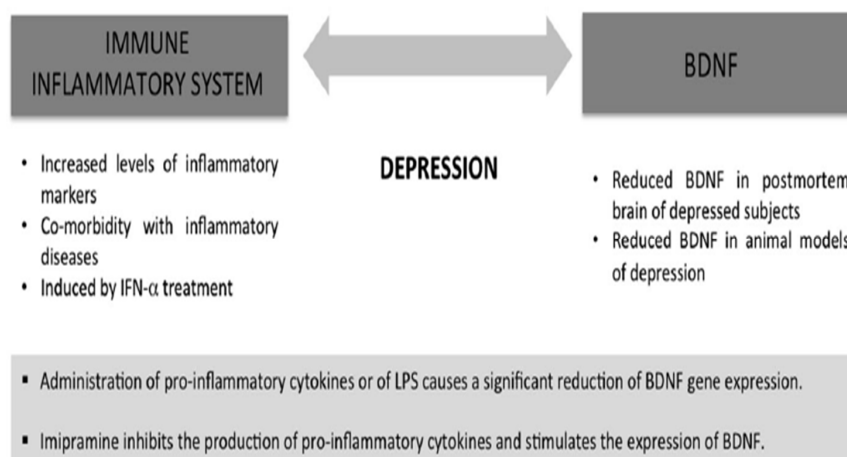 IMMUNE
INFLAMMATORY SYSTEM
BDNF
DEPRESSION
• Increased levels of inflammatory
markers
• Co-morbidity with inflammatory
diseases
• Induced by IFN-α treatment
• Reduced BDNF in postmortem
brain of depressed subjects
• Reduced BDNF in animal models
of depression
▪ Administration of pro-inflammatory cytokines or of LPS causes a significant reduction of BDNF gene expression.
▪ Imipramine inhibits the production of pro-inflammatory cytokines and stimulates the expression of BDNF.